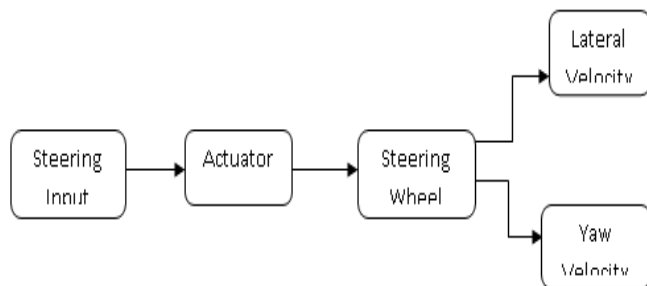 Steering
Input
Actuator
Steering
Wheel
Lateral
Velocity
Yaw
Velocity